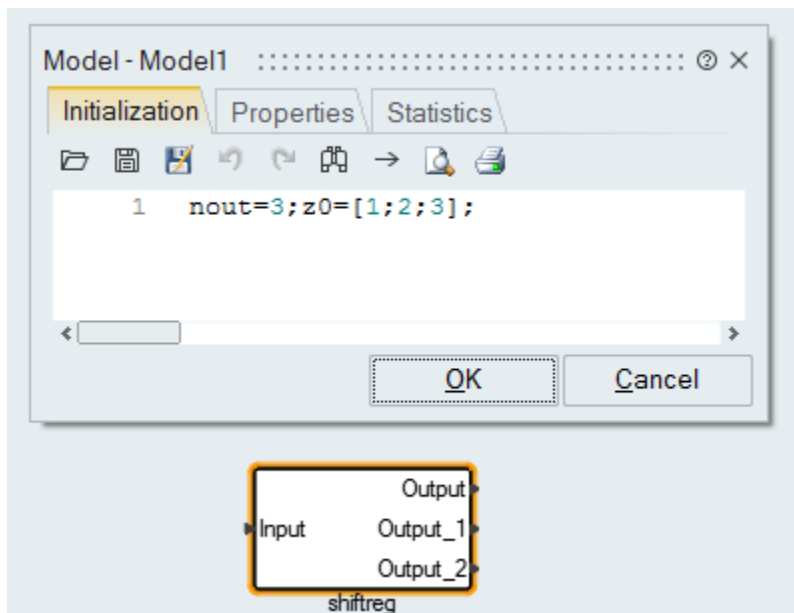 Model - Model1
Initialization Properties Statistics
1 nout=3;z0=[1;2;3];
OK Cancel
Output
Input Output_1
Output_2
shiftreg